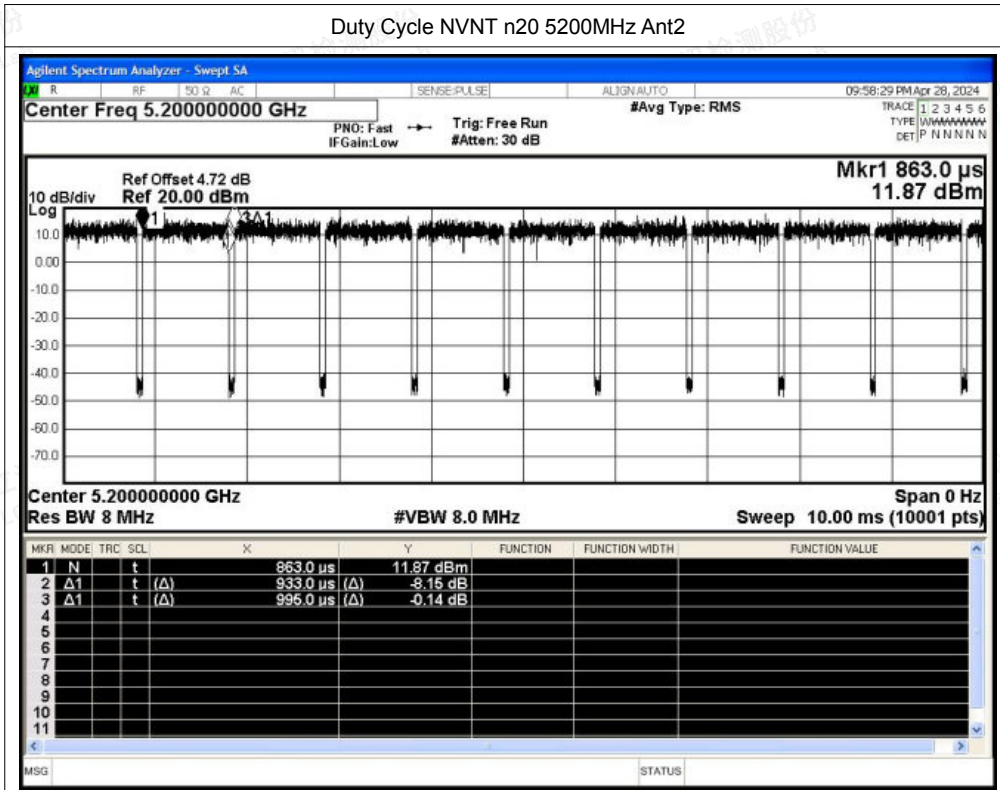 Duty Cycle NVNT n20 5200MHz Ant2
Agilent Spectrum Analyzer - Swept SA
R RF 50 Ω AC SENSE:PULSE ALIGNAUTO 09:58:29 PM Apr 28, 2024
Center Freq 5.200000000 GHz #Avg Type: RMS TRACE 1 2 3 4 5 6
PNO: Fast Trig: Free Run TYPE
IFGain:Low #Atten: 30 dB DET P N N N N N
Mkr1 863.0 µs
Ref Offset 4.72 dB
10 dB/div Ref 20.00 dBm 11.87 dBm
Log
1 3Δ1
10.0
0.00
-10.0
-20.0
-30.0
-40.0
-50.0
-60.0
-70.0
Center 5.200000000 GHz Span 0 Hz
Res BW 8 MHz #VBW 8.0 MHz Sweep 10.00 ms (10001 pts)
MKR MODE TRC SCL X Y FUNCTION FUNCTION WIDTH FUNCTION VALUE
1 N t 863.0 µs 11.87 dBm
2 Δ1 t (Δ) 933.0 µs (Δ) -8.15 dB
3 Δ1 t (Δ) 995.0 µs (Δ) -0.14 dB
4
5
6
7
8
9
10
11
MSG STATUS